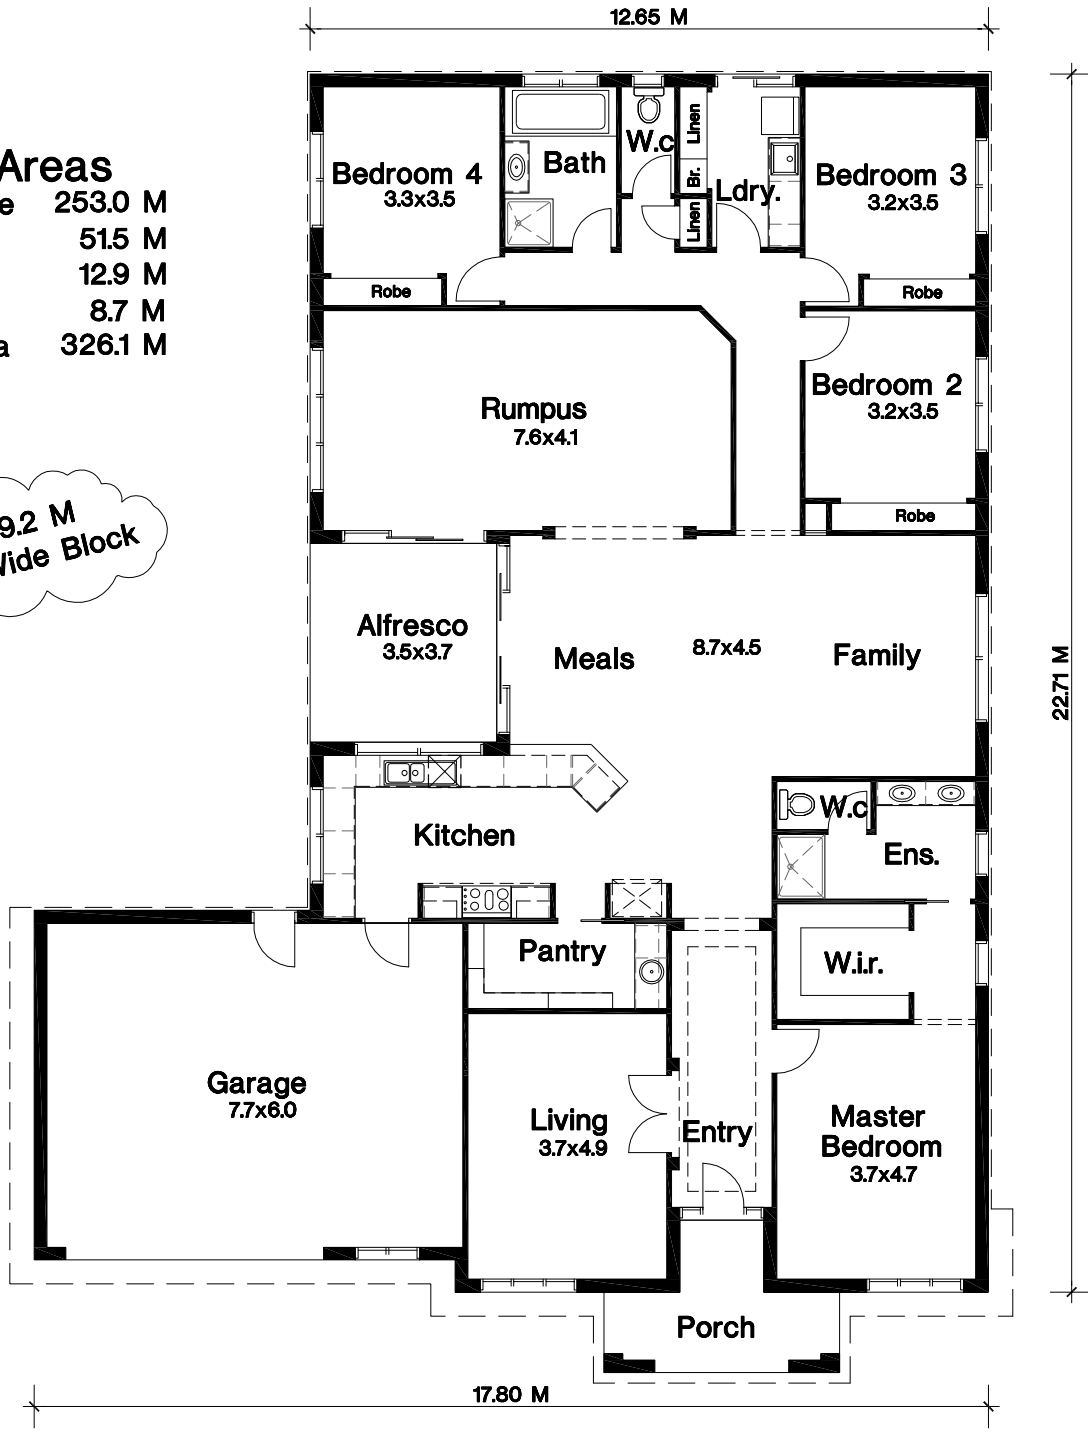 12.65 M
Areas
e 253.0 M
51.5 M
12.9 M
8.7 M
a 326.1 M
9.2 M
Wide Block
Bedroom 4
3.3x3.5
Robe
Bath
W.c
Linen
Br.
Linen
Ldry.
Bedroom 3
3.2x3.5
Robe
Rumpus
7.6x4.1
Bedroom 2
3.2x3.5
Robe
Alfresco
3.5x3.7
Meals
8.7x4.5
Family
22.71 M
Kitchen
W.c
Ens.
Pantry
W.i.r.
Garage
7.7x6.0
Living
3.7x4.9
Entry
Master
Bedroom
3.7x4.7
Porch
17.80 M